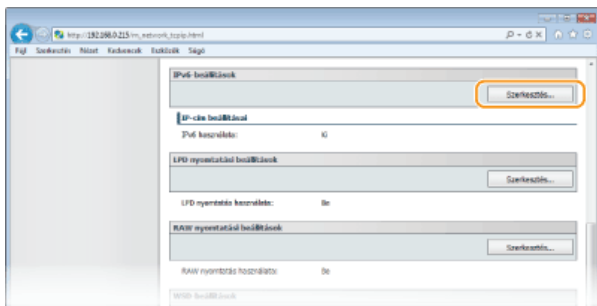 http://192.168.0.215/m_network_tcpip.html
Fájl Szerkesztés Nézet Kedvencek Eszközök Súgó
IPv6-beállítások
Szerkesztés...
IP-cím beállításai
IPv6 használata: Ki
LPD nyomtatási beállítások
Szerkesztés...
LPD nyomtatás használata: Be
RAW nyomtatási beállítások
Szerkesztés...
RAW nyomtatás használata: Be
WSD beállítások